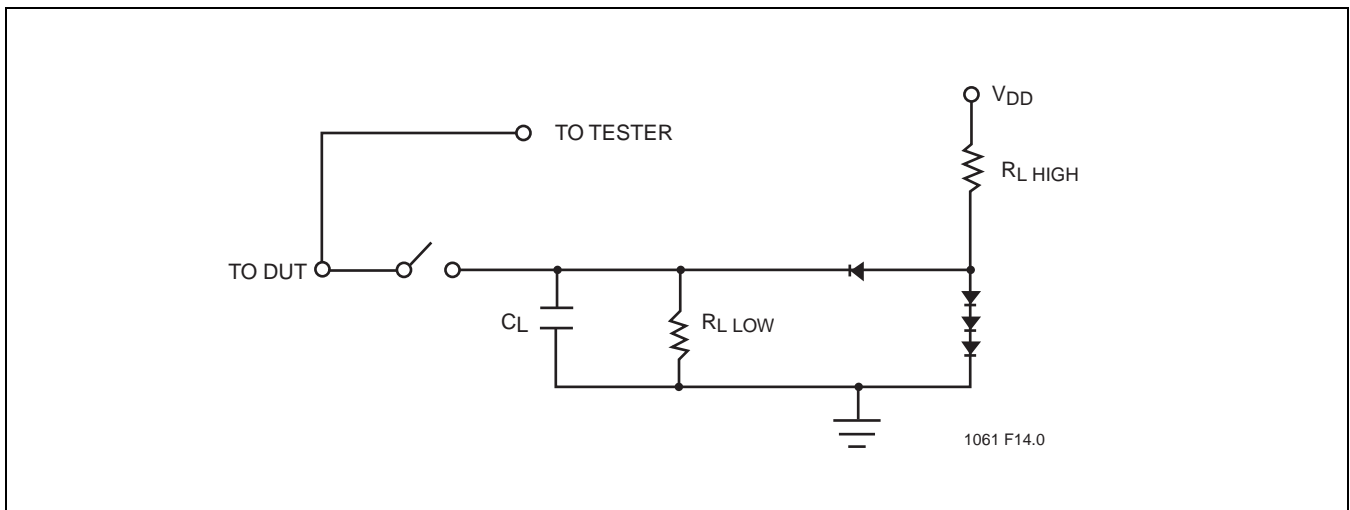 VDD
TO TESTER
RL HIGH
TO DUT
CL
RL LOW
1061 F14.0